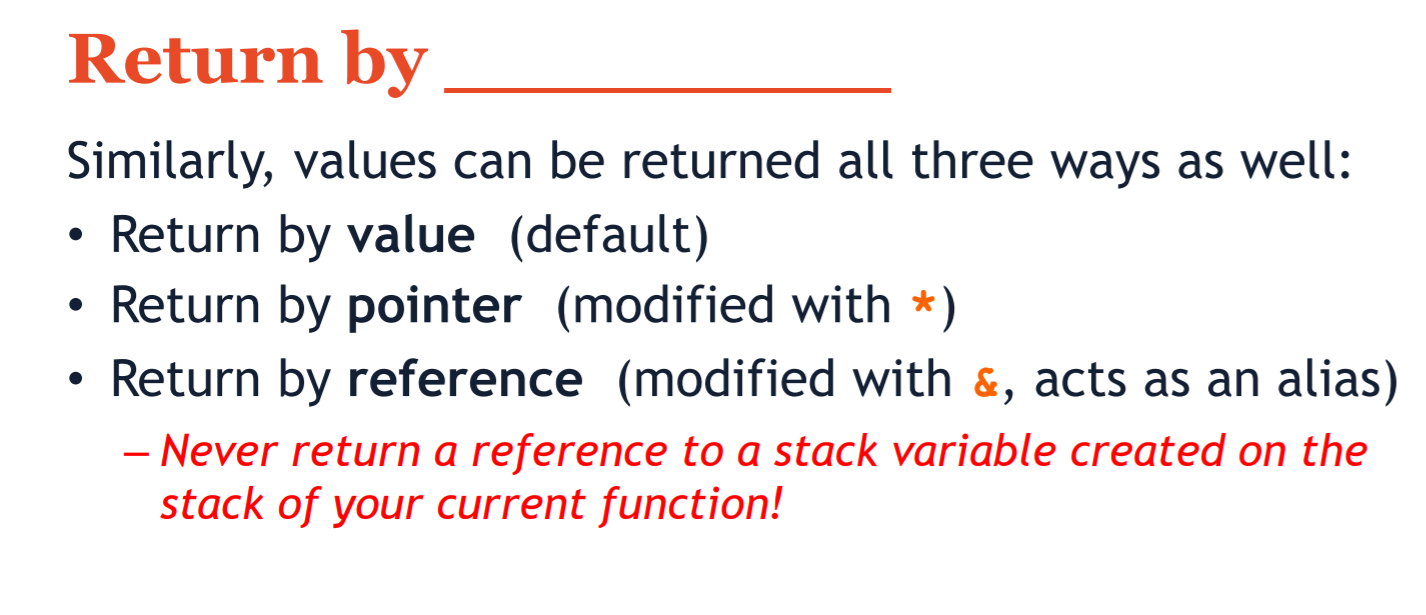 Return by ______________
Similarly, values can be returned all three ways as well:
• Return by value (default)
• Return by pointer (modified with *)
• Return by reference (modified with &, acts as an alias)
– Never return a reference to a stack variable created on the
stack of your current function!